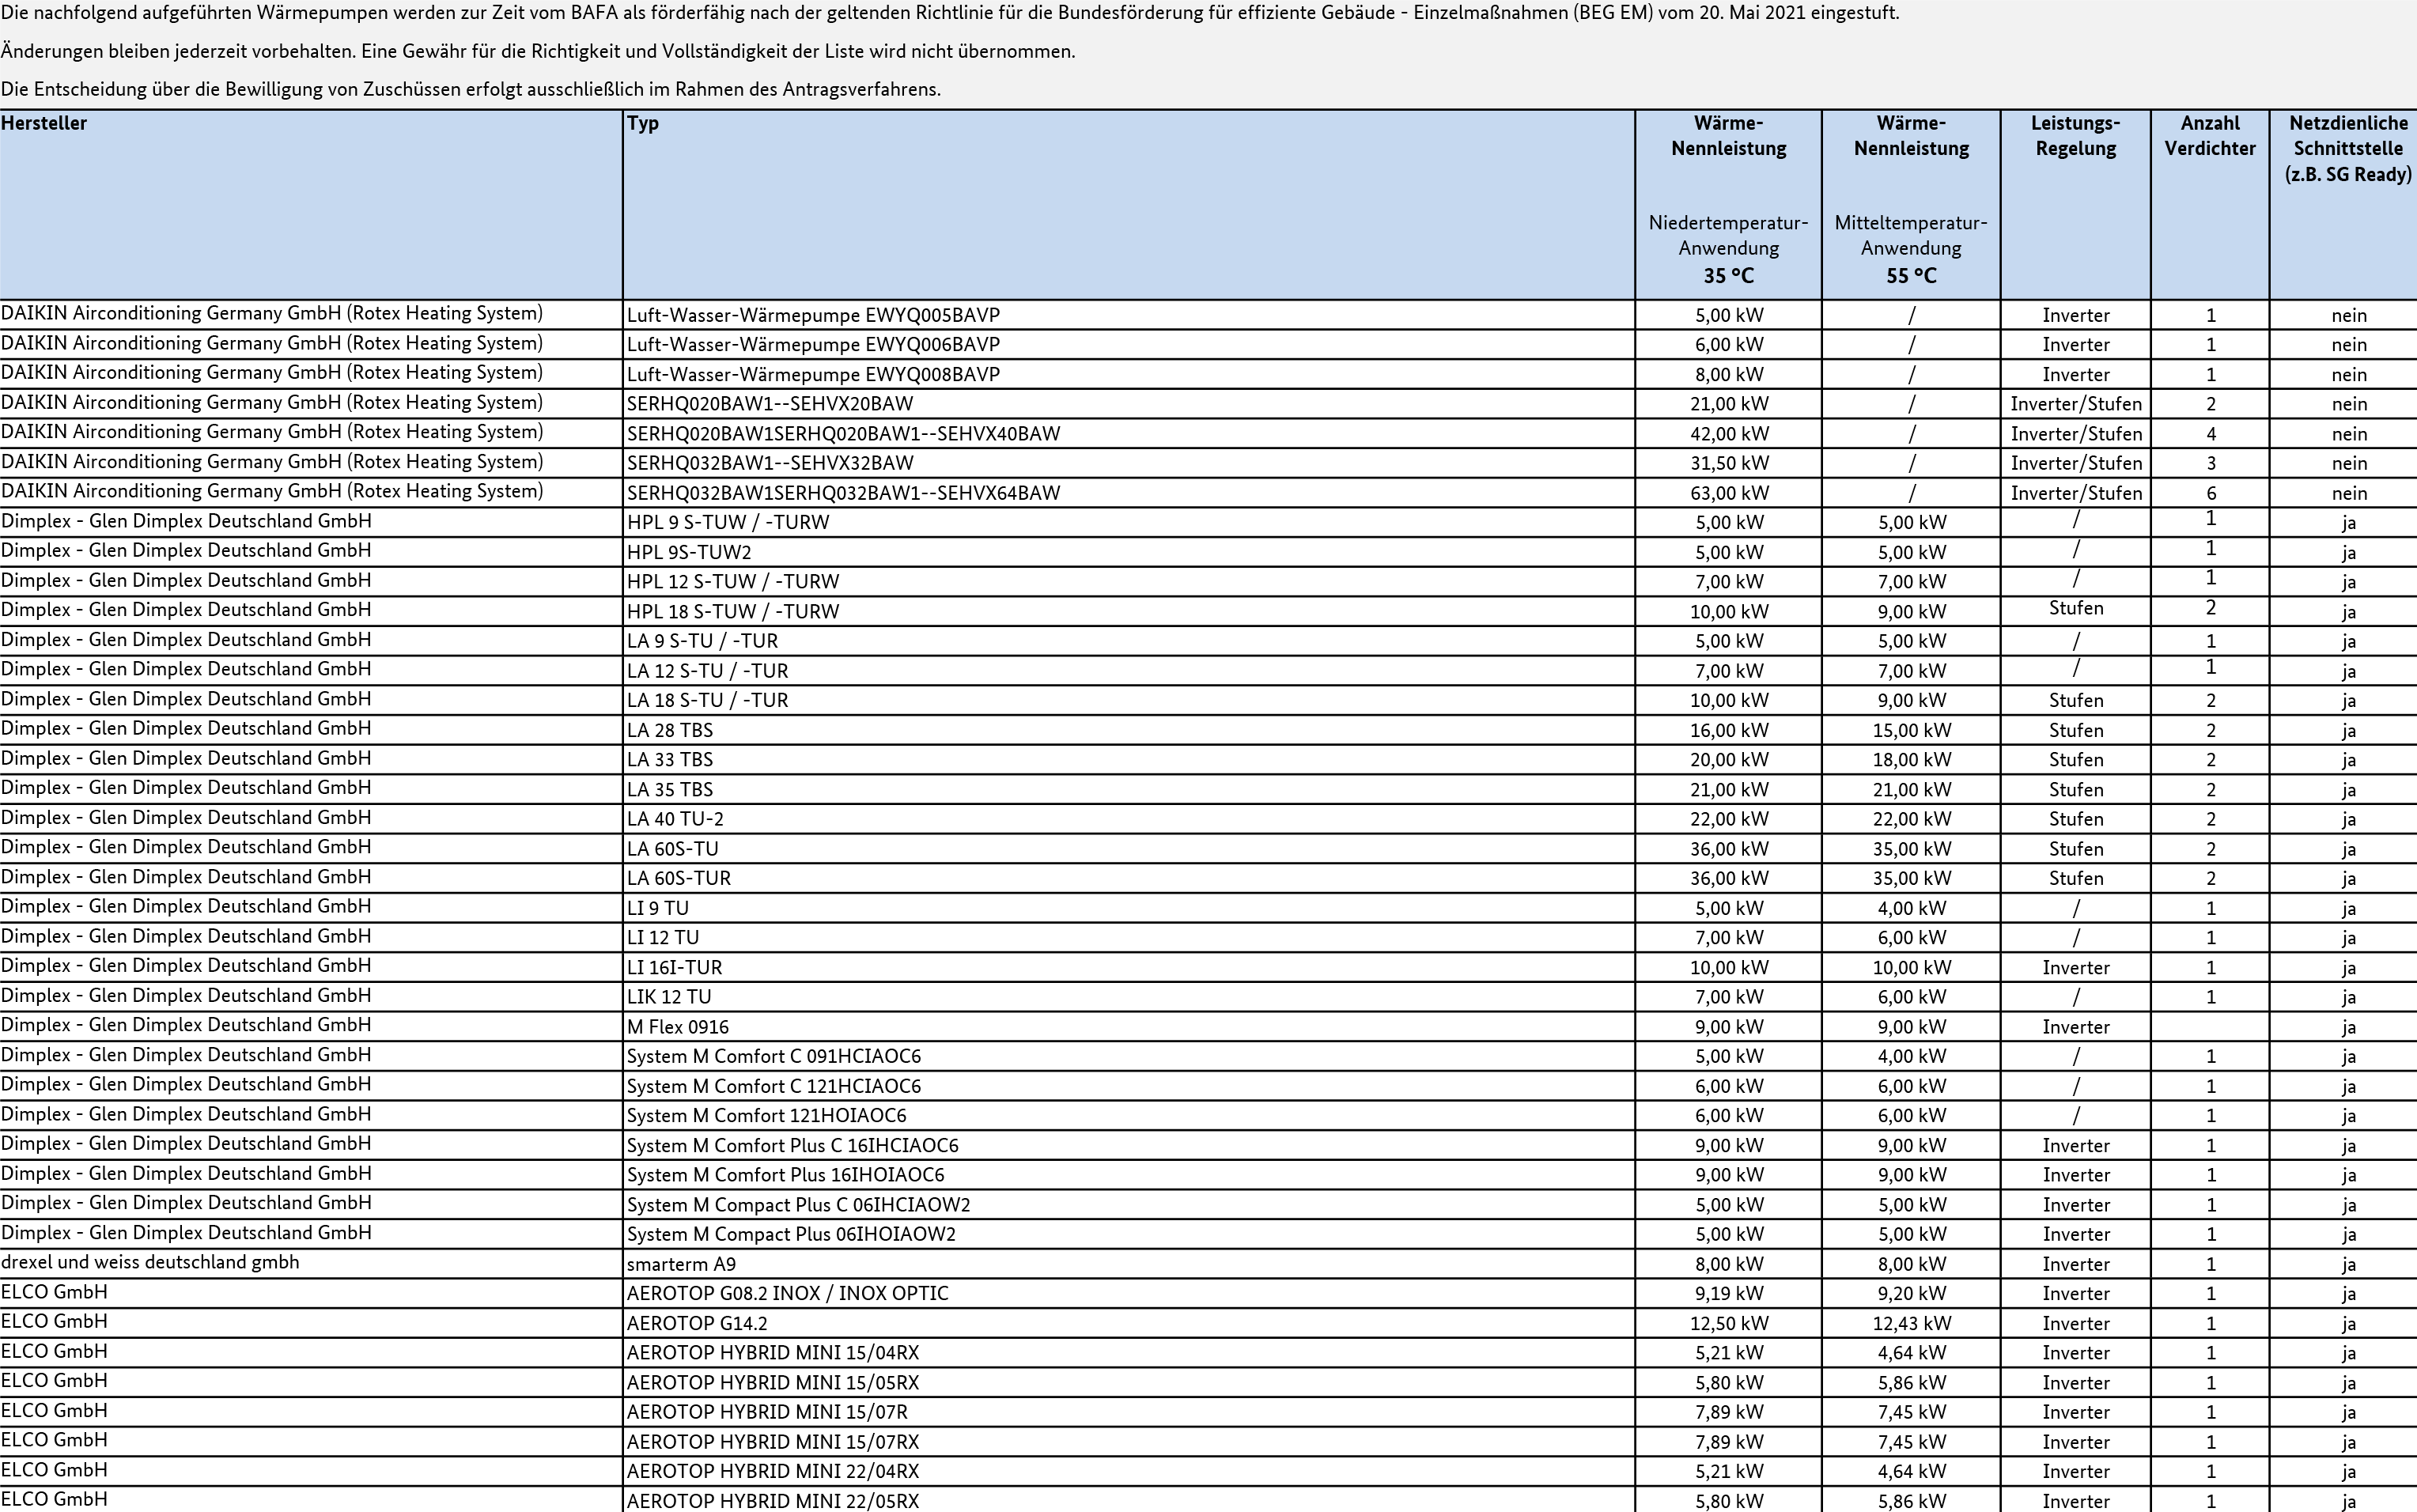 Die nachfolgend aufgeführten Wärmepumpen werden zur Zeit vom BAFA als förderfähig nach der geltenden Richtlinie für die Bundesförderung für effiziente Gebäude - Einzelmaßnahmen (BEG EM) vom 20. Mai 2021 eingestuft.
Änderungen bleiben jederzeit vorbehalten. Eine Gewähr für die Richtigkeit und Vollständigkeit der Liste wird nicht übernommen.
Die Entscheidung über die Bewilligung von Zuschüssen erfolgt ausschließlich im Rahmen des Antragsverfahrens.
Hersteller Typ Wärme- Wärme- Leistungs- Anzahl Netzdienliche
Nennleistung Nennleistung Regelung Verdichter Schnittstelle
(z.B. SG Ready)
Niedertemperatur- Mitteltemperatur-
Anwendung Anwendung
35 °C 55 °C
DAIKIN Airconditioning Germany GmbH (Rotex Heating System) Luft-Wasser-Wärmepumpe EWYQ005BAVP 5,00 kW / Inverter 1 nein
DAIKIN Airconditioning Germany GmbH (Rotex Heating System) Luft-Wasser-Wärmepumpe EWYQ006BAVP 6,00 kW / Inverter 1 nein
DAIKIN Airconditioning Germany GmbH (Rotex Heating System) Luft-Wasser-Wärmepumpe EWYQ008BAVP 8,00 kW / Inverter 1 nein
DAIKIN Airconditioning Germany GmbH (Rotex Heating System) SERHQ020BAW1--SEHVX20BAW 21,00 kW / Inverter/Stufen 2 nein
DAIKIN Airconditioning Germany GmbH (Rotex Heating System) SERHQ020BAW1SERHQ020BAW1--SEHVX40BAW 42,00 kW / Inverter/Stufen 4 nein
DAIKIN Airconditioning Germany GmbH (Rotex Heating System) SERHQ032BAW1--SEHVX32BAW 31,50 kW / Inverter/Stufen 3 nein
DAIKIN Airconditioning Germany GmbH (Rotex Heating System) SERHQ032BAW1SERHQ032BAW1--SEHVX64BAW 63,00 kW / Inverter/Stufen 6 nein
Dimplex - Glen Dimplex Deutschland GmbH HPL 9 S-TUW / -TURW 5,00 kW 5,00 kW / 1 ja
Dimplex - Glen Dimplex Deutschland GmbH HPL 9S-TUW2 5,00 kW 5,00 kW / 1 ja
Dimplex - Glen Dimplex Deutschland GmbH HPL 12 S-TUW / -TURW 7,00 kW 7,00 kW / 1 ja
Dimplex - Glen Dimplex Deutschland GmbH HPL 18 S-TUW / -TURW 10,00 kW 9,00 kW Stufen 2 ja
Dimplex - Glen Dimplex Deutschland GmbH LA 9 S-TU / -TUR 5,00 kW 5,00 kW / 1 ja
Dimplex - Glen Dimplex Deutschland GmbH LA 12 S-TU / -TUR 7,00 kW 7,00 kW / 1 ja
Dimplex - Glen Dimplex Deutschland GmbH LA 18 S-TU / -TUR 10,00 kW 9,00 kW Stufen 2 ja
Dimplex - Glen Dimplex Deutschland GmbH LA 28 TBS 16,00 kW 15,00 kW Stufen 2 ja
Dimplex - Glen Dimplex Deutschland GmbH LA 33 TBS 20,00 kW 18,00 kW Stufen 2 ja
Dimplex - Glen Dimplex Deutschland GmbH LA 35 TBS 21,00 kW 21,00 kW Stufen 2 ja
Dimplex - Glen Dimplex Deutschland GmbH LA 40 TU-2 22,00 kW 22,00 kW Stufen 2 ja
Dimplex - Glen Dimplex Deutschland GmbH LA 60S-TU 36,00 kW 35,00 kW Stufen 2 ja
Dimplex - Glen Dimplex Deutschland GmbH LA 60S-TUR 36,00 kW 35,00 kW Stufen 2 ja
Dimplex - Glen Dimplex Deutschland GmbH LI 9 TU 5,00 kW 4,00 kW / 1 ja
Dimplex - Glen Dimplex Deutschland GmbH LI 12 TU 7,00 kW 6,00 kW / 1 ja
Dimplex - Glen Dimplex Deutschland GmbH LI 16I-TUR 10,00 kW 10,00 kW Inverter 1 ja
Dimplex - Glen Dimplex Deutschland GmbH LIK 12 TU 7,00 kW 6,00 kW / 1 ja
Dimplex - Glen Dimplex Deutschland GmbH M Flex 0916 9,00 kW 9,00 kW Inverter ja
Dimplex - Glen Dimplex Deutschland GmbH System M Comfort C 091HCIAOC6 5,00 kW 4,00 kW / 1 ja
Dimplex - Glen Dimplex Deutschland GmbH System M Comfort C 121HCIAOC6 6,00 kW 6,00 kW / 1 ja
Dimplex - Glen Dimplex Deutschland GmbH System M Comfort 121HOIAOC6 6,00 kW 6,00 kW / 1 ja
Dimplex - Glen Dimplex Deutschland GmbH System M Comfort Plus C 16IHCIAOC6 9,00 kW 9,00 kW Inverter 1 ja
Dimplex - Glen Dimplex Deutschland GmbH System M Comfort Plus 16IHOIAOC6 9,00 kW 9,00 kW Inverter 1 ja
Dimplex - Glen Dimplex Deutschland GmbH System M Compact Plus C 06IHCIAOW2 5,00 kW 5,00 kW Inverter 1 ja
Dimplex - Glen Dimplex Deutschland GmbH System M Compact Plus 06IHOIAOW2 5,00 kW 5,00 kW Inverter 1 ja
drexel und weiss deutschland gmbh smarterm A9 8,00 kW 8,00 kW Inverter 1 ja
ELCO GmbH AEROTOP G08.2 INOX / INOX OPTIC 9,19 kW 9,20 kW Inverter 1 ja
ELCO GmbH AEROTOP G14.2 12,50 kW 12,43 kW Inverter 1 ja
ELCO GmbH AEROTOP HYBRID MINI 15/04RX 5,21 kW 4,64 kW Inverter 1 ja
ELCO GmbH AEROTOP HYBRID MINI 15/05RX 5,80 kW 5,86 kW Inverter 1 ja
ELCO GmbH AEROTOP HYBRID MINI 15/07R 7,89 kW 7,45 kW Inverter 1 ja
ELCO GmbH AEROTOP HYBRID MINI 15/07RX 7,89 kW 7,45 kW Inverter 1 ja
ELCO GmbH AEROTOP HYBRID MINI 22/04RX 5,21 kW 4,64 kW Inverter 1 ja
ELCO GmbH AEROTOP HYBRID MINI 22/05RX 5,80 kW 5,86 kW Inverter 1 ja